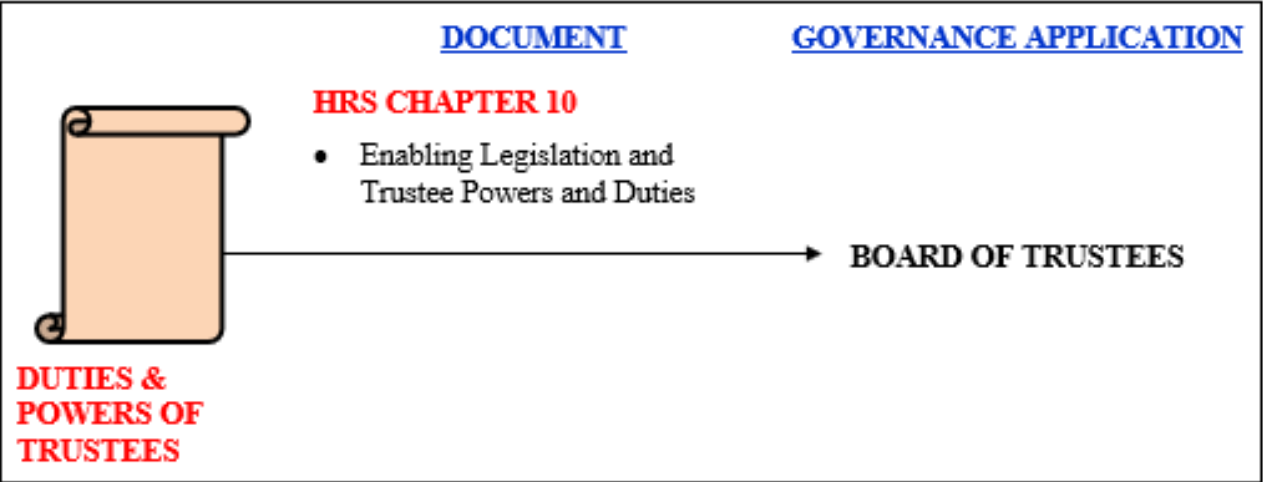 DOCUMENT
GOVERNANCE APPLICATION
HRS CHAPTER 10
• Enabling Legislation and
Trustee Powers and Duties
BOARD OF TRUSTEES
DUTIES &
POWERS OF
TRUSTEES